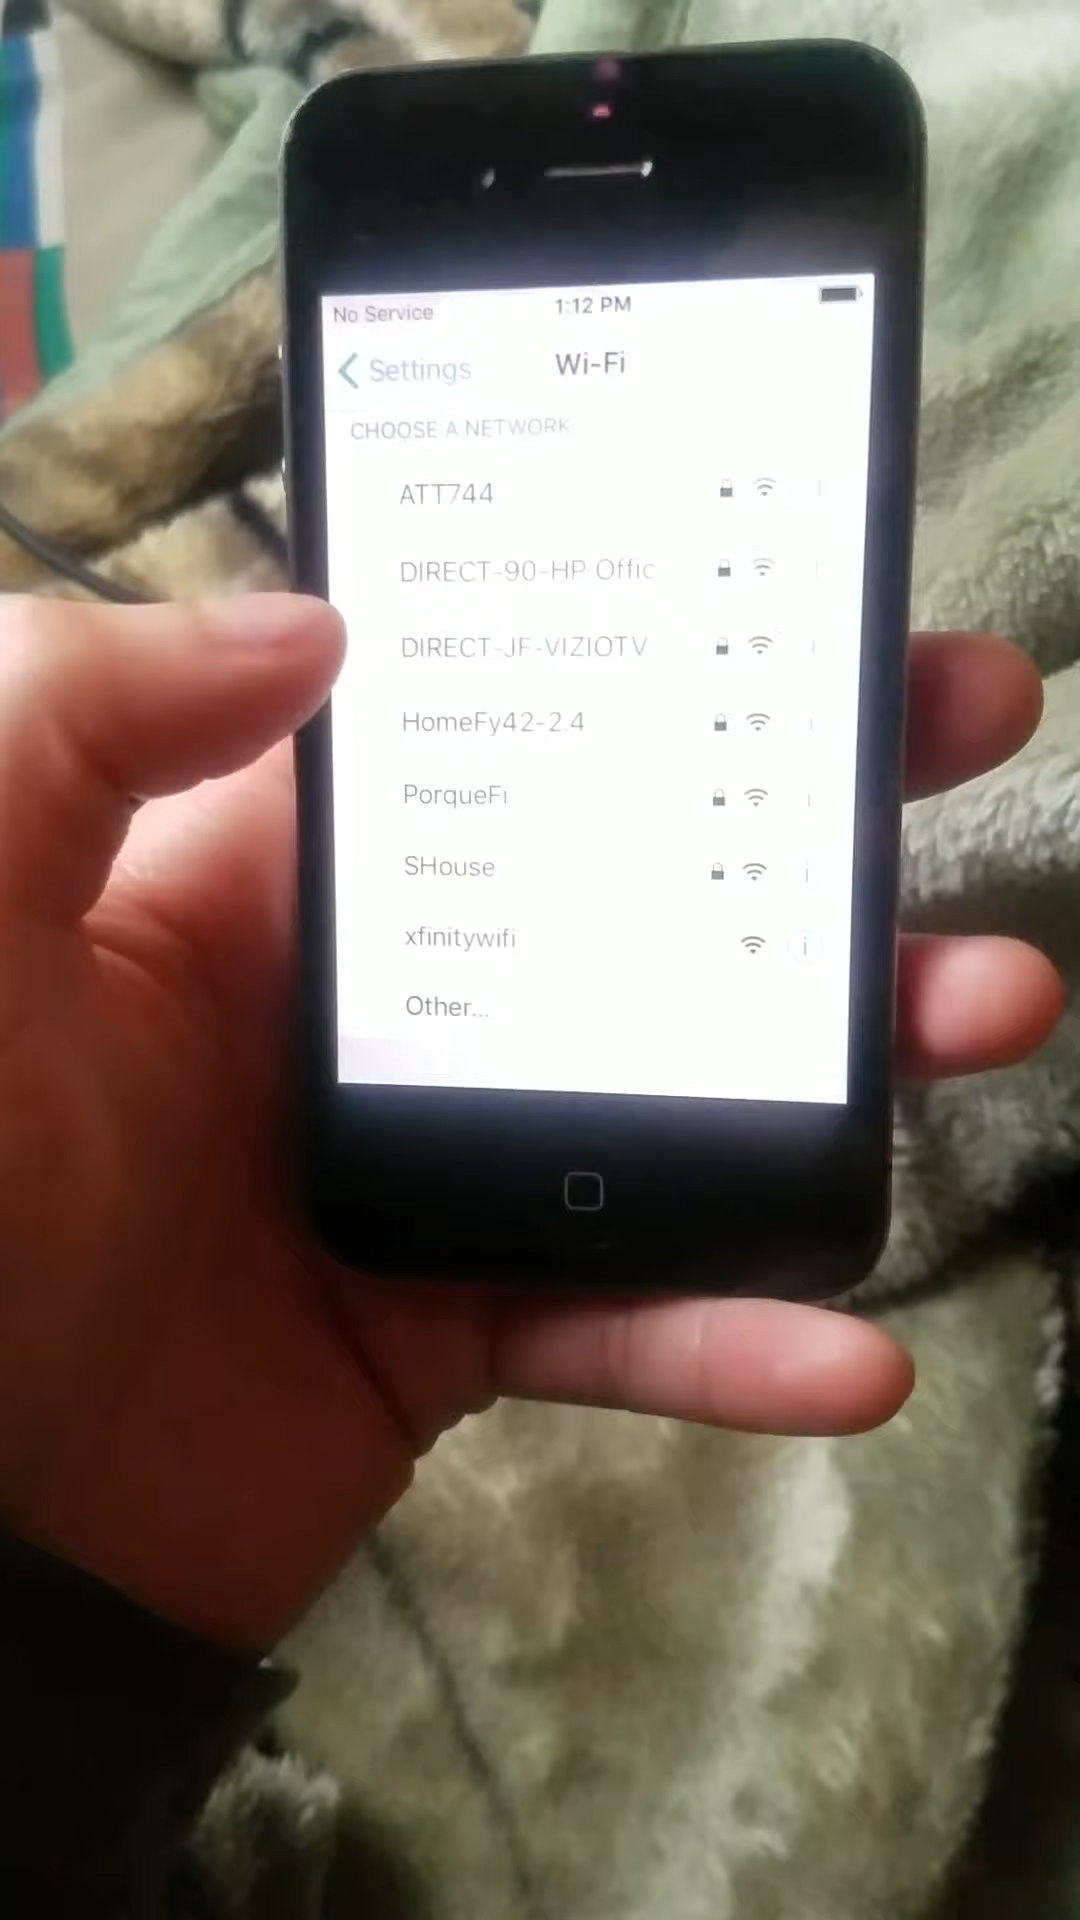 No Service 1:12 PM
Settings Wi-Fi
CHOOSE A NETWORK
ATT744
DIRECT-90-HP Offic
DIRECT-JF-VIZIOTV
HomeFy42-2.4
PorqueFi
SHouse
xfinitywifi
Other...